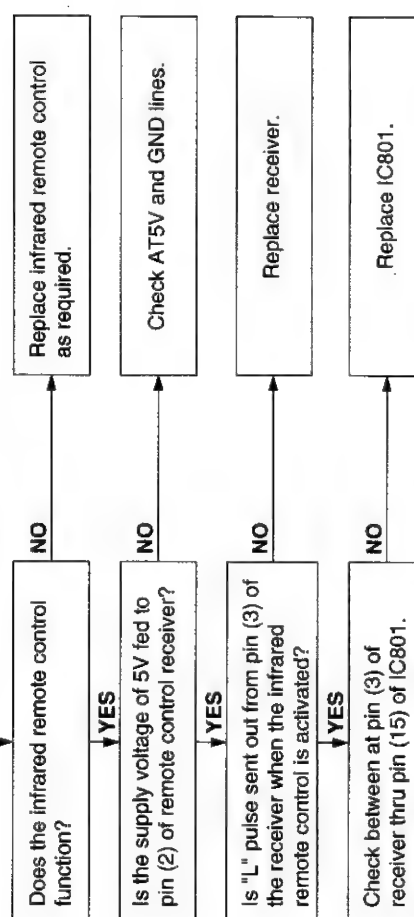 Does the infrared remote control
function?
NO
Replace infrared remote control
as required.
YES
Is the supply voltage of 5V fed to
pin (2) of remote control receiver?
NO
Check AT5V and GND lines.
YES
Is "L" pulse sent out from pin (3) of
the receiver when the infrared
remote control is activated?
NO
Replace receiver.
YES
Check between at pin (3) of
receiver thru pin (15) of IC801.
NO
Replace IC801.